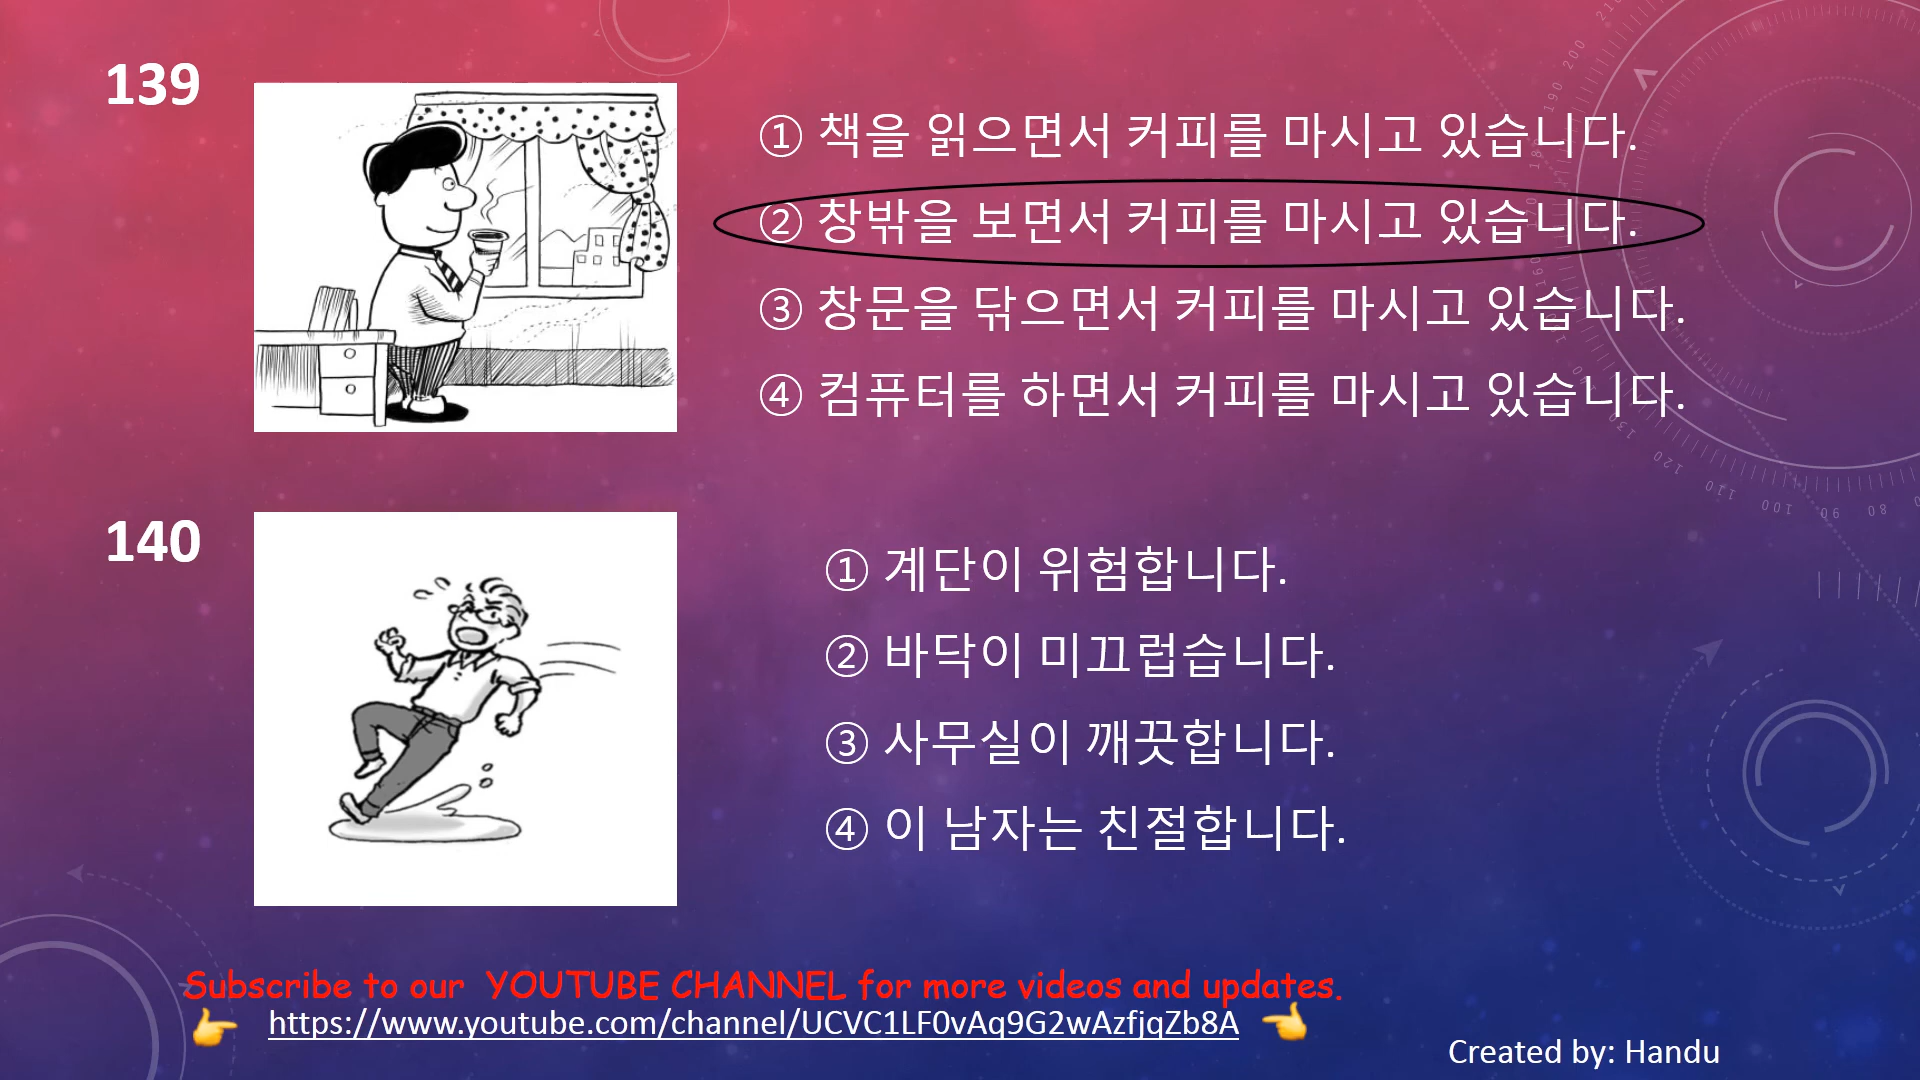 139
① 책을 읽으면서 커피를 마시고 있습니다.
② 창밖을 보면서 커피를 마시고 있습니다.
③ 창문을 닦으면서 커피를 마시고 있습니다.
④ 컴퓨터를 하면서 커피를 마시고 있습니다.
140
① 계단이 위험합니다.
② 바닥이 미끄럽습니다.
③ 사무실이 깨끗합니다.
④ 이 남자는 친절합니다.
Subscribe to our YOUTUBE CHANNEL for more videos and updates.
https://www.youtube.com/channel/UCVC1LF0vAq9G2wAzfjqZb8A
Created by: Handu